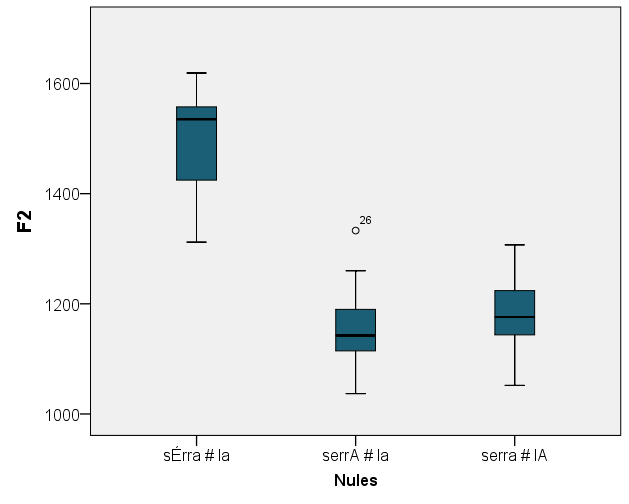 F2
1600
1400
1200
1000
26
sÉrra # la
serrA # la
serra # lA
Nules